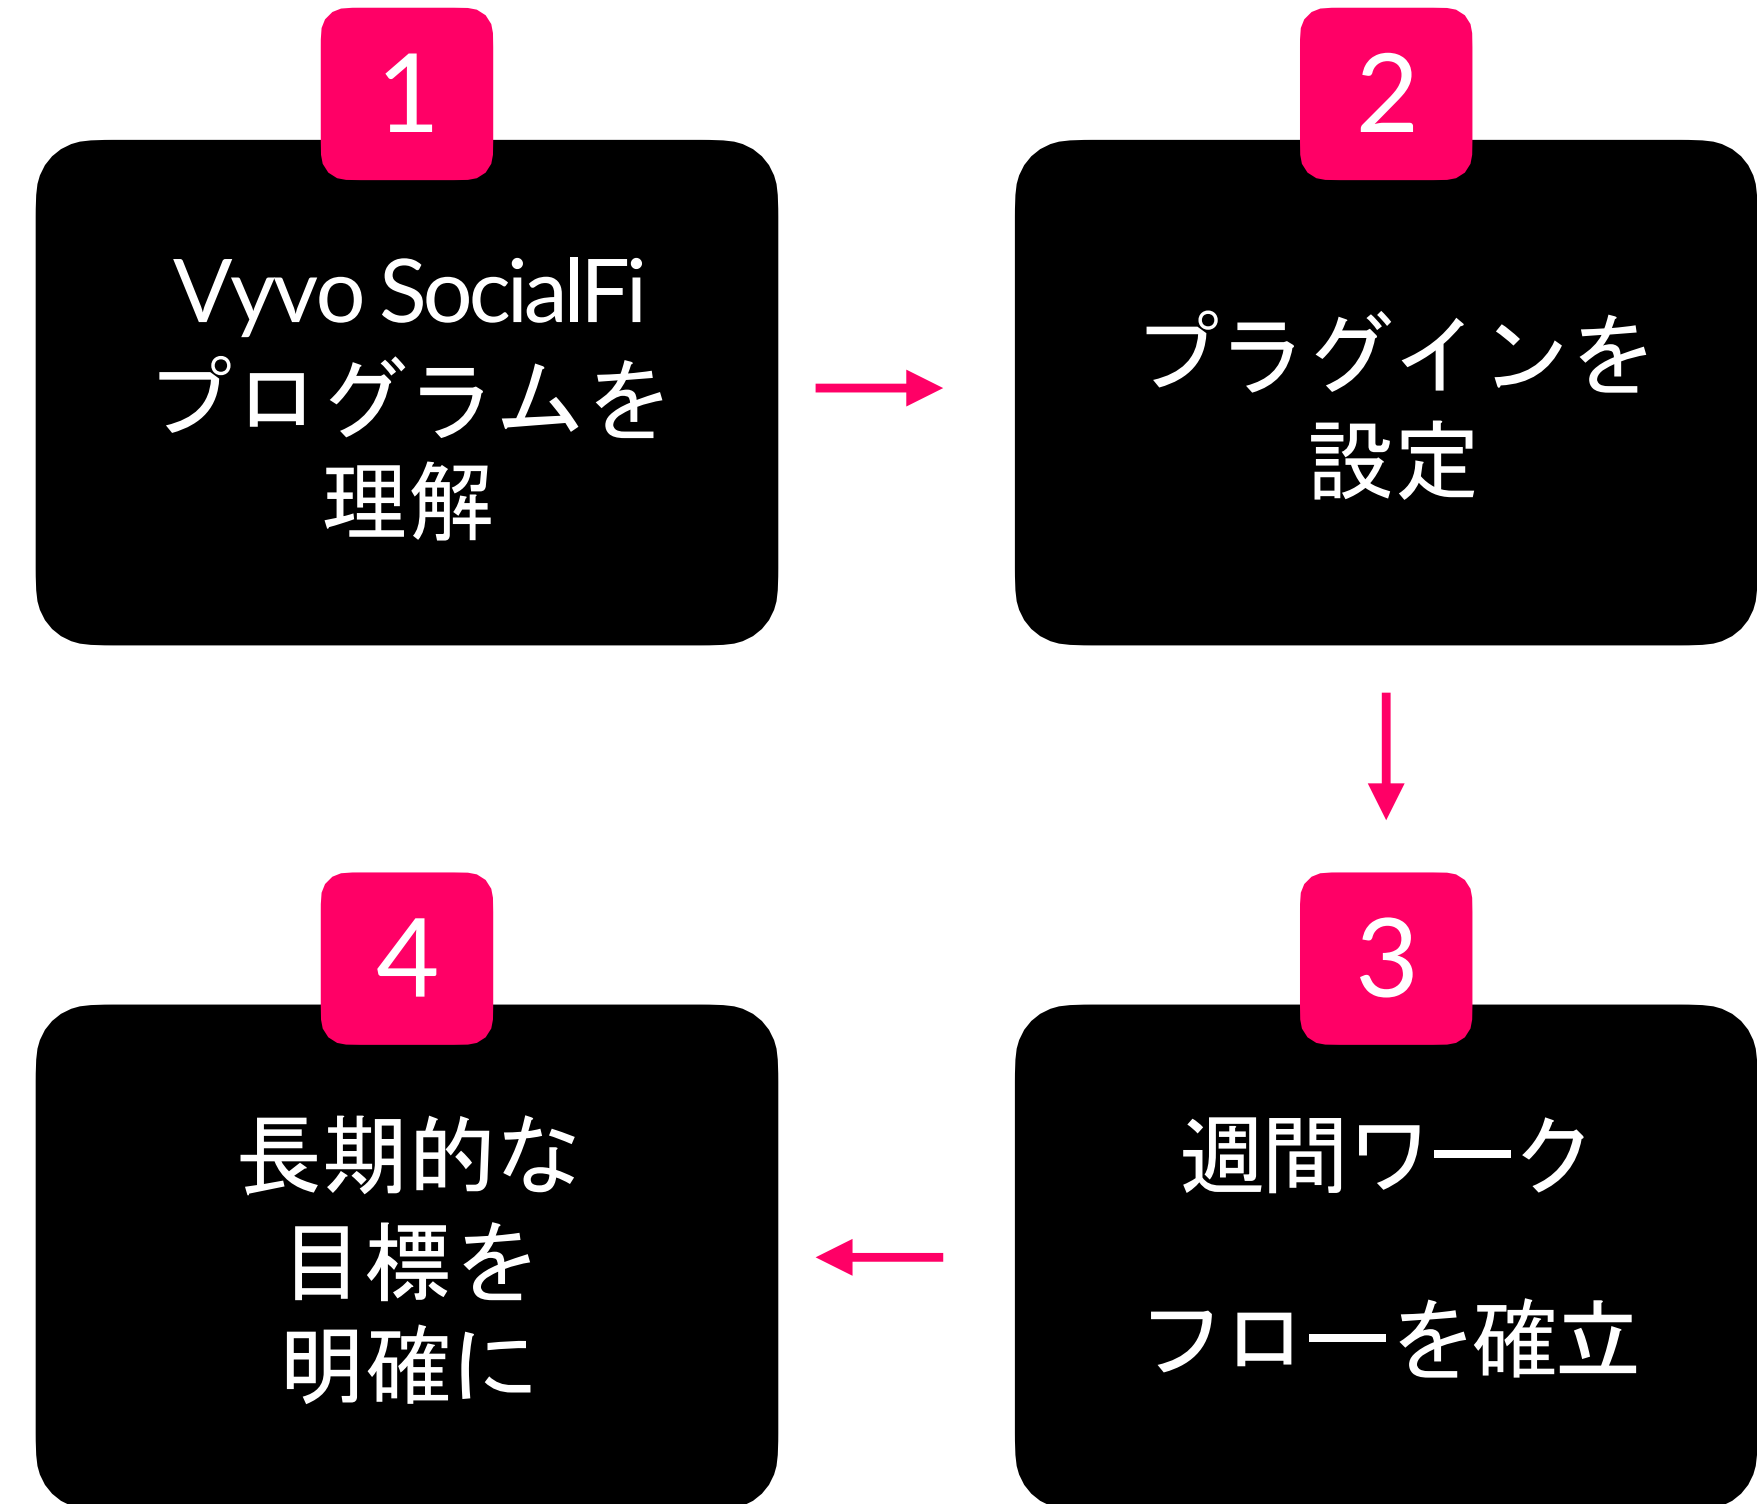 1
Vyvo SocialFi
プログラムを
理解
2
プラグインを
設定
3
週間ワーク
フローを確立
4
長期的な
目標を
明確に